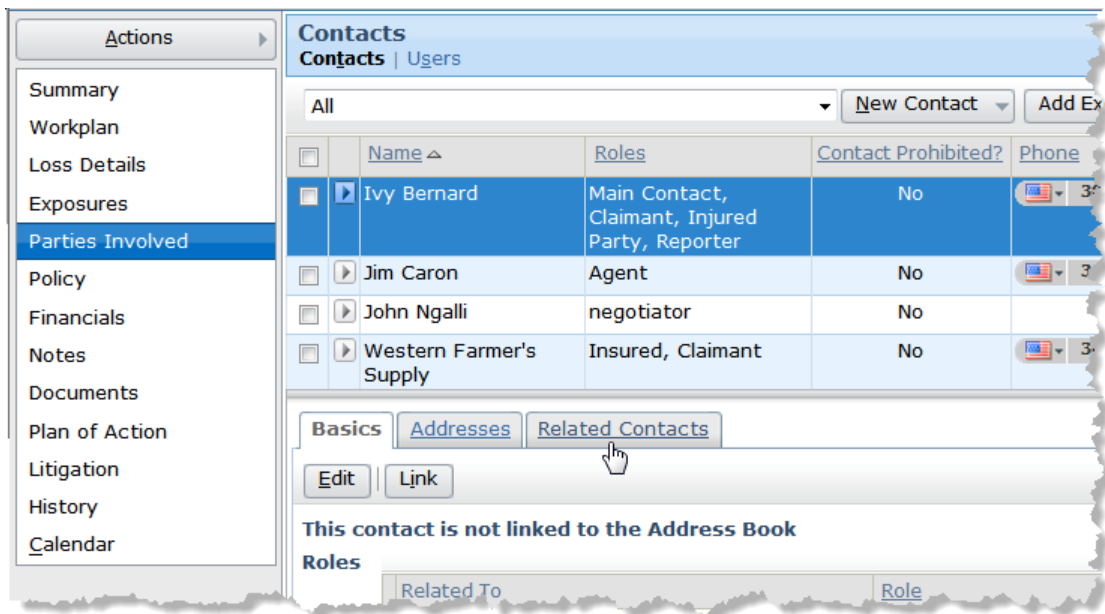 Actions
Summary
Workplan
Loss Details
Exposures
Parties Involved
Policy
Financials
Notes
Documents
Plan of Action
Litigation
History
Calendar
Contacts
Contacts | Users
All New Contact Add
Name Roles Contact Prohibited? Phone
Ivy Bernard Main Contact, No
Claimant, Injured
Party, Reporter
Jim Caron Agent No 3
John Ngalli negotiator No
Western Farmer's Insured, Claimant No
Supply
Basics Addresses Related Contacts
Edit | Link
This contact is not linked to the Address Book
Roles
Related To Role